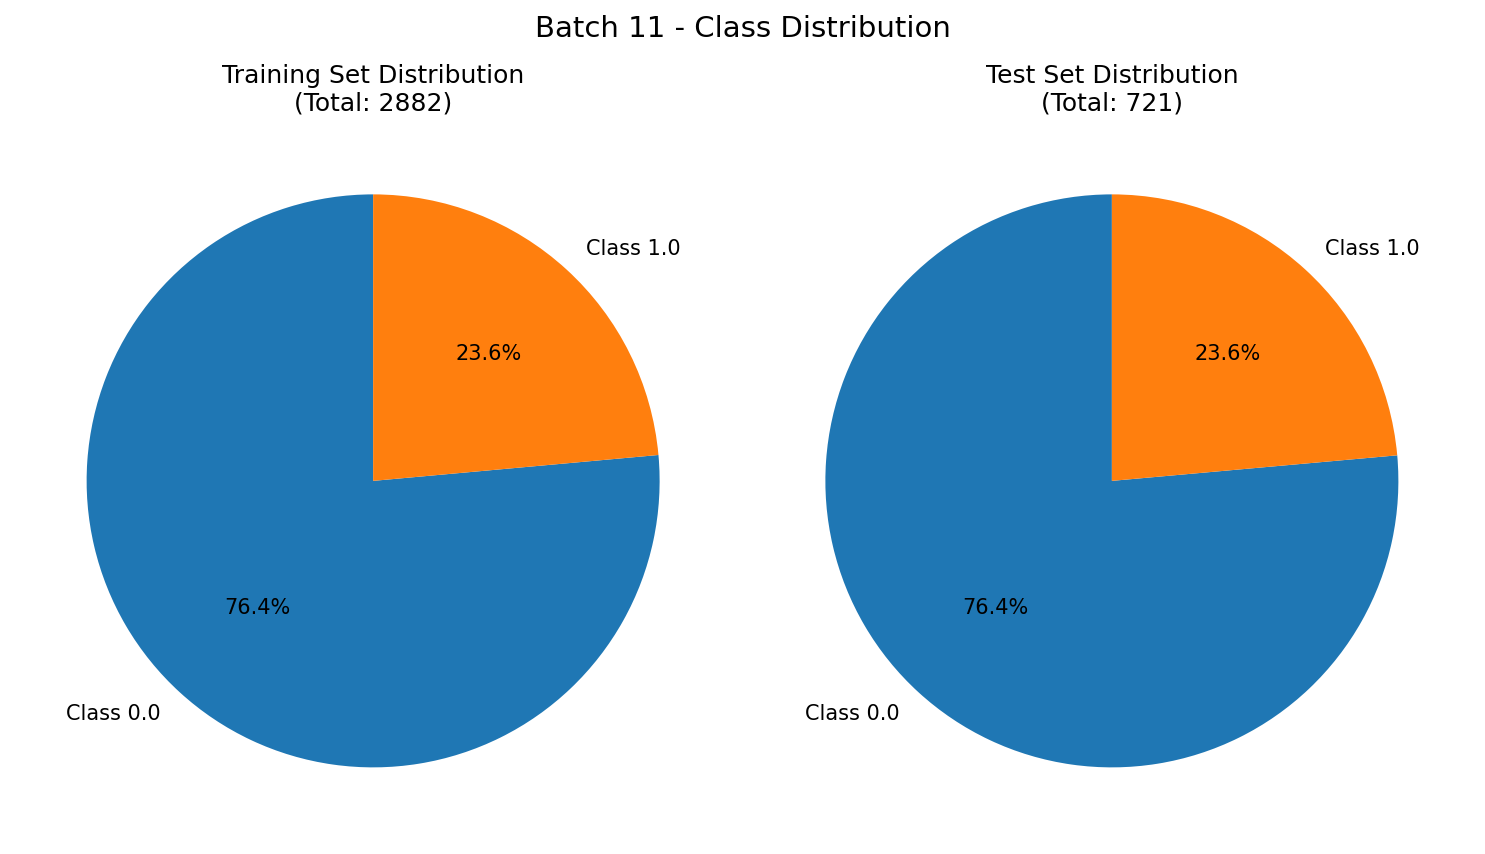 Batch 11 - Class Distribution
Training Set Distribution
(Total: 2882)
Class 1.0
23.6%
76.4%
Class 0.0
Test Set Distribution
(Total: 721)
Class 1.0
23.6%
76.4%
Class 0.0